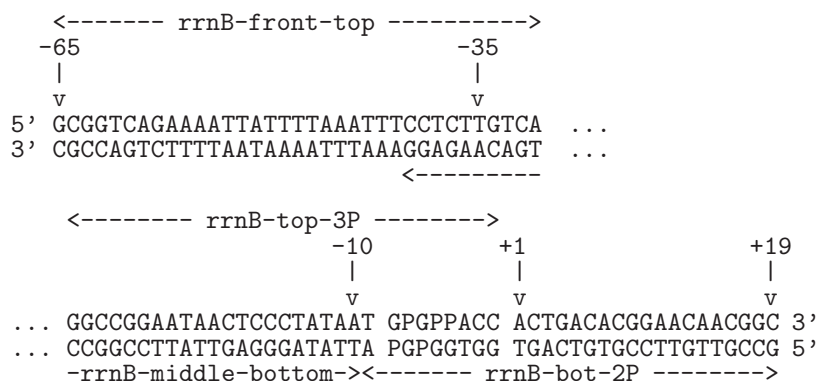 <------- rrnB-front-top ---------->
-65 -35
| |
v v
5’ GCGGTCAGAAAATTATTTTAAATTTCCTCTTGTCA ...
3’ CGCCAGTCTTTTAATAAAATTTAAAGGAGAACAGT ...
<---------
<-------- rrnB-top-3P -------->
-10 +1 +19
| | |
v v v
... GGCCGGAATAACTCCCTATAAT GPGPPACC ACTGACACGGAACAACGGC 3’
... CCGGCCTTATTGAGGGATATTA PGPGGTGG TGACTGTGCCTTGTTGCCG 5’
-rrnB-middle-bottom-><------- rrnB-bot-2P -------->